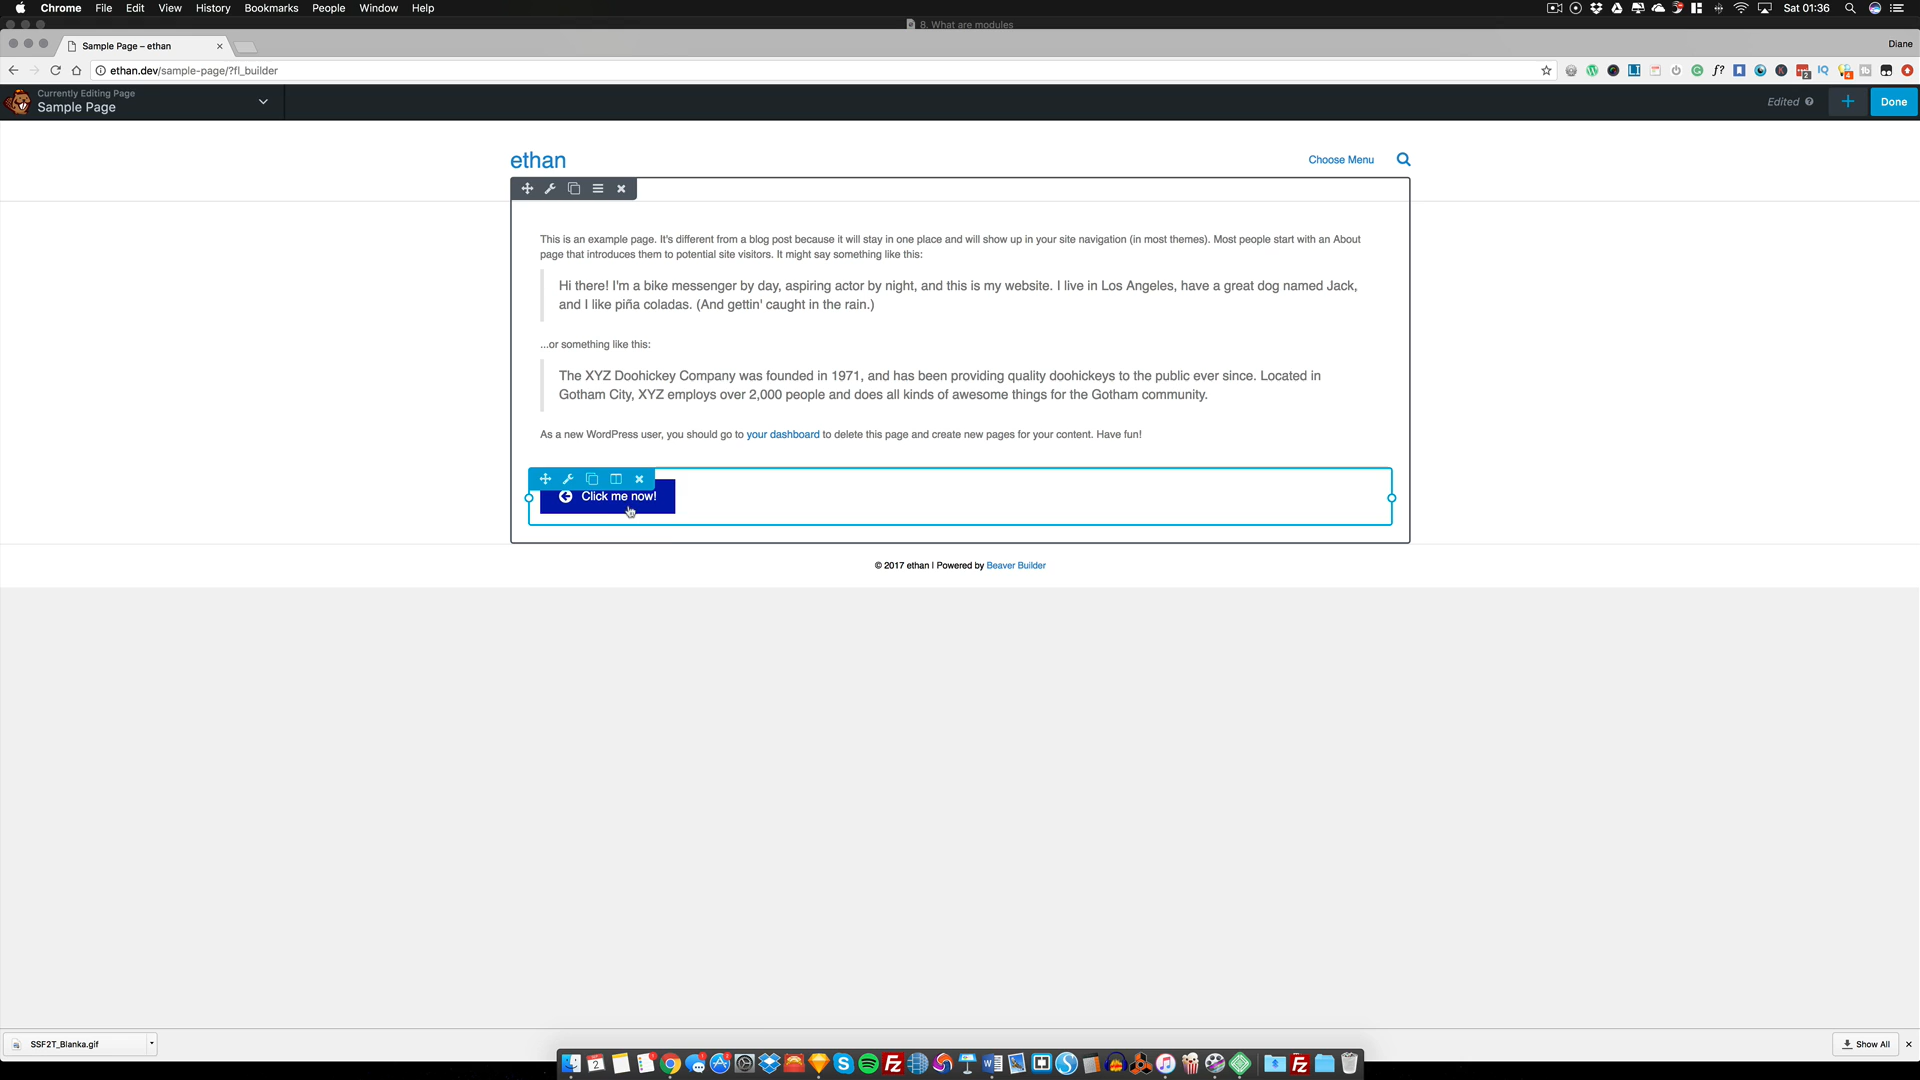 Chrome File Edit View History Bookmarks People Window Help
Sat 01:36
8. What are modules
Sample Page – ethan
Diane
ethan.dev/sample-page/?fl_builder
Currently Editing Page
Sample Page
Edited
Done
ethan
Choose Menu
This is an example page. It's different from a blog post because it will stay in one place and will show up in your site navigation (in most themes). Most people start with an About
page that introduces them to potential site visitors. It might say something like this:
Hi there! I'm a bike messenger by day, aspiring actor by night, and this is my website. I live in Los Angeles, have a great dog named Jack,
and I like piña coladas. (And gettin' caught in the rain.)
...or something like this:
The XYZ Doohickey Company was founded in 1971, and has been providing quality doohickeys to the public ever since. Located in
Gotham City, XYZ employs over 2,000 people and does all kinds of awesome things for the Gotham community.
As a new WordPress user, you should go to your dashboard to delete this page and create new pages for your content. Have fun!
Click me now!
© 2017 ethan | Powered by Beaver Builder
SSF2T_Blanka.gif
Show All